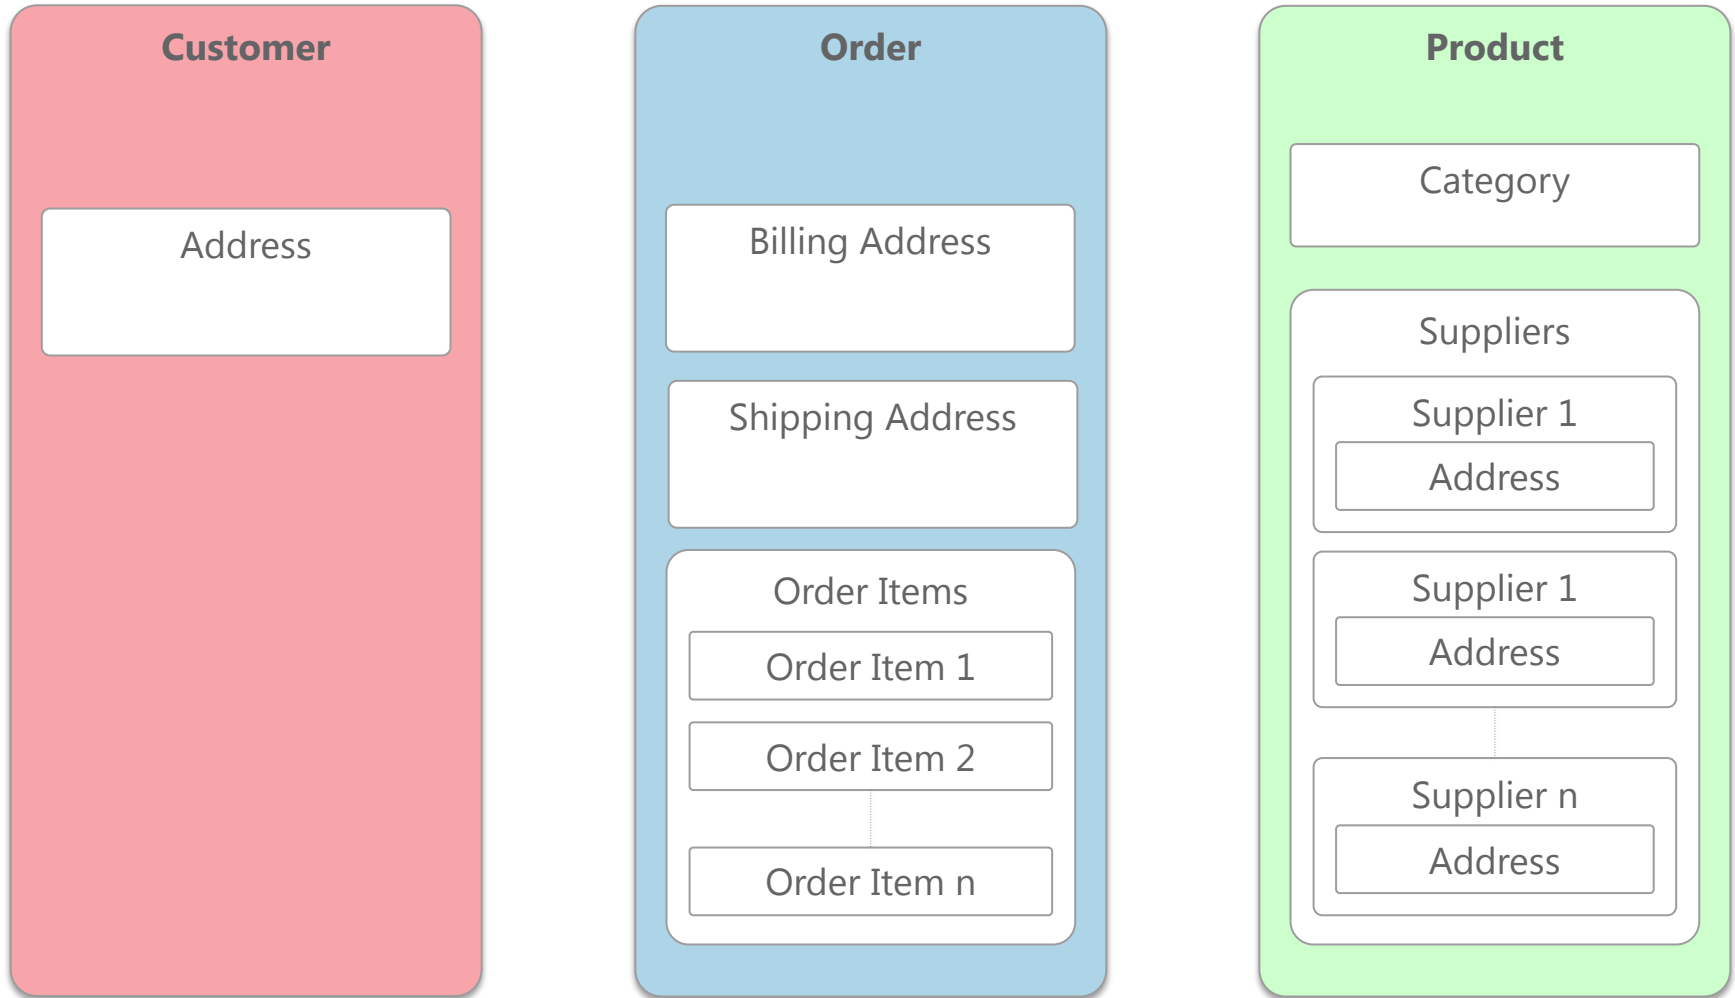 Customer
Address
Order
Billing Address
Shipping Address
Order Items
Order Item 1
Order Item 2
Order Item n
Product
Category
Suppliers
Supplier 1
Address
Supplier 1
Address
Supplier n
Address